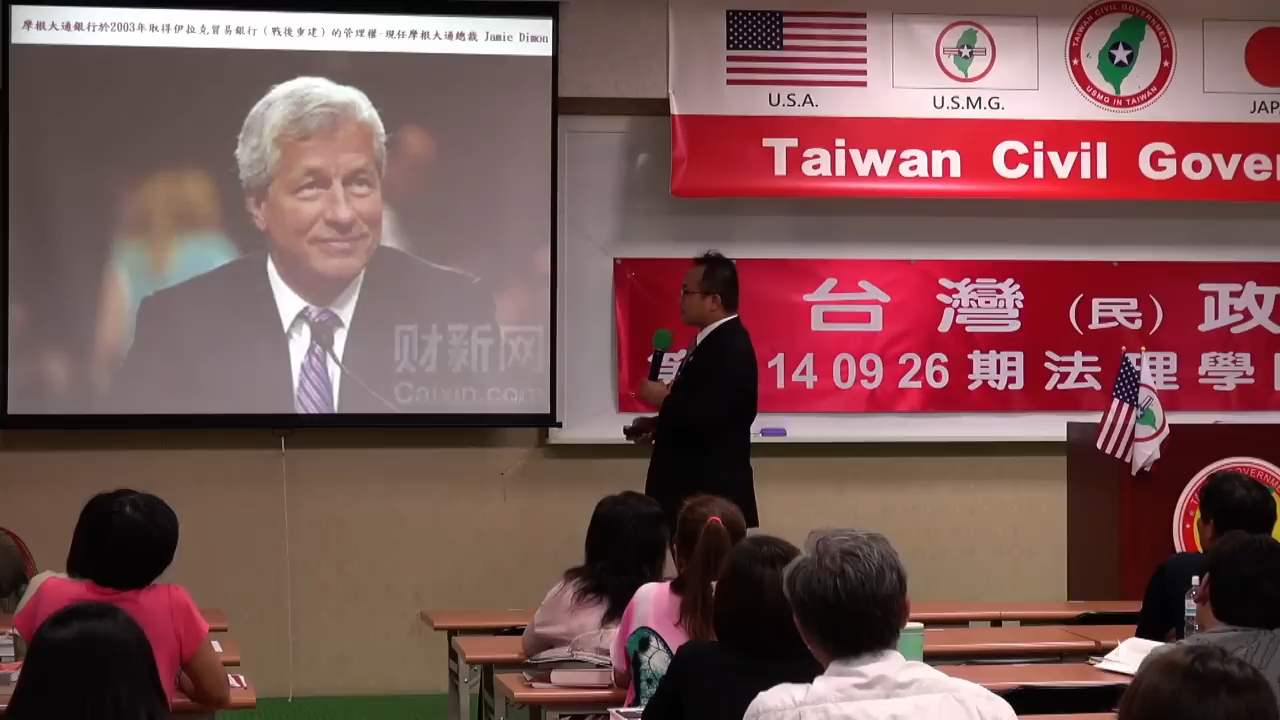 摩根大通銀行於2003年取得伊拉克貿易銀行(戰後重建)的管理權-現任摩根大通總裁 Jamic Dimon
财新网
Caixin.com
U.S.A.
U.S.M.G.
TAIWAN CIVIL GOVERNMENT
USMG IN TAIWAN
JAP
Taiwan Civil Gover
台灣(民)政
14 09 26 期法理學